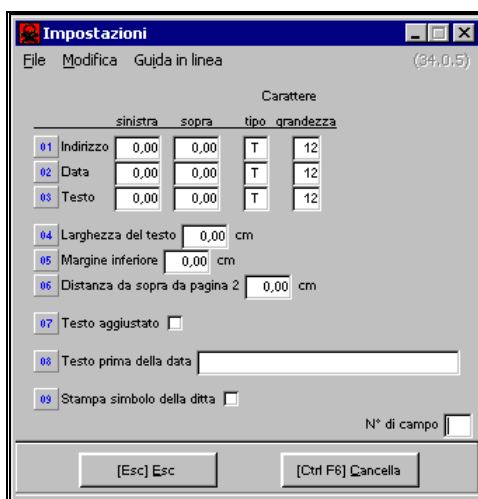 Impostazioni
File Modifica Guida in linea (34.0.5)
Carattere
sinistra sopra tipo grandezza
01 Indirizzo 0,00 0,00 T 12
02 Data 0,00 0,00 T 12
03 Testo 0,00 0,00 T 12
04 Larghezza del testo 0,00 cm
05 Margine inferiore 0,00 cm
06 Distanza da sopra da pagina 2 0,00 cm
07 Testo aggiustato
08 Testo prima della data
09 Stampa simbolo della ditta
N° di campo
[Esc] Esc [Ctrl F6] Cancella